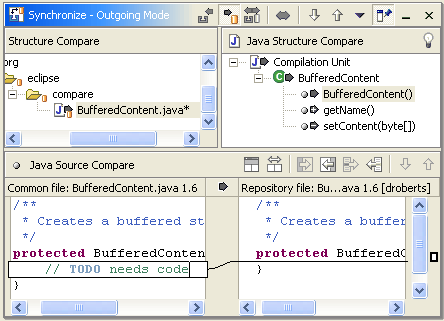 Synchronize - Outgoing Mode
Structure Compare
Java Structure Compare
org
eclipse
compare
BufferedContent.java*
Compilation Unit
BufferedContent
BufferedContent()
getName()
setContent(byte[])
Java Source Compare
Common file: BufferedContent.java 1.6
Repository file: Bu...ava 1.6 [droberts]
/**
* Creates a buffered st
*/
protected BufferedConten
// TODO needs code
}
/**
* Creates a buffere
*/
protected BufferedC
}